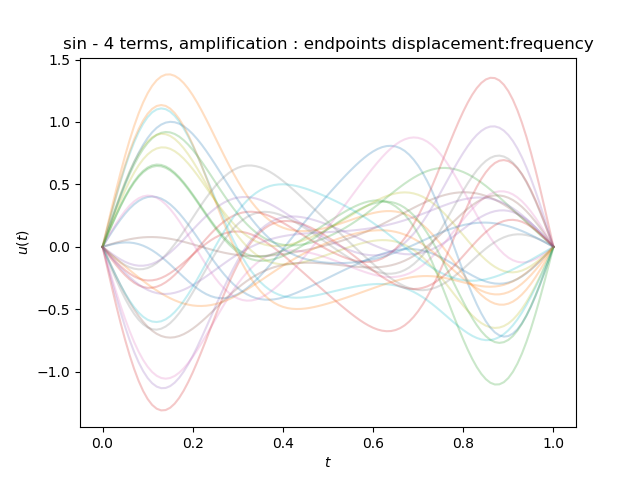 sin - 4 terms, amplification : endpoints displacement:frequency
1.5
1.0
0.5
0.0
−0.5
−1.0
u(t)
0.0 0.2 0.4 0.6 0.8 1.0
t